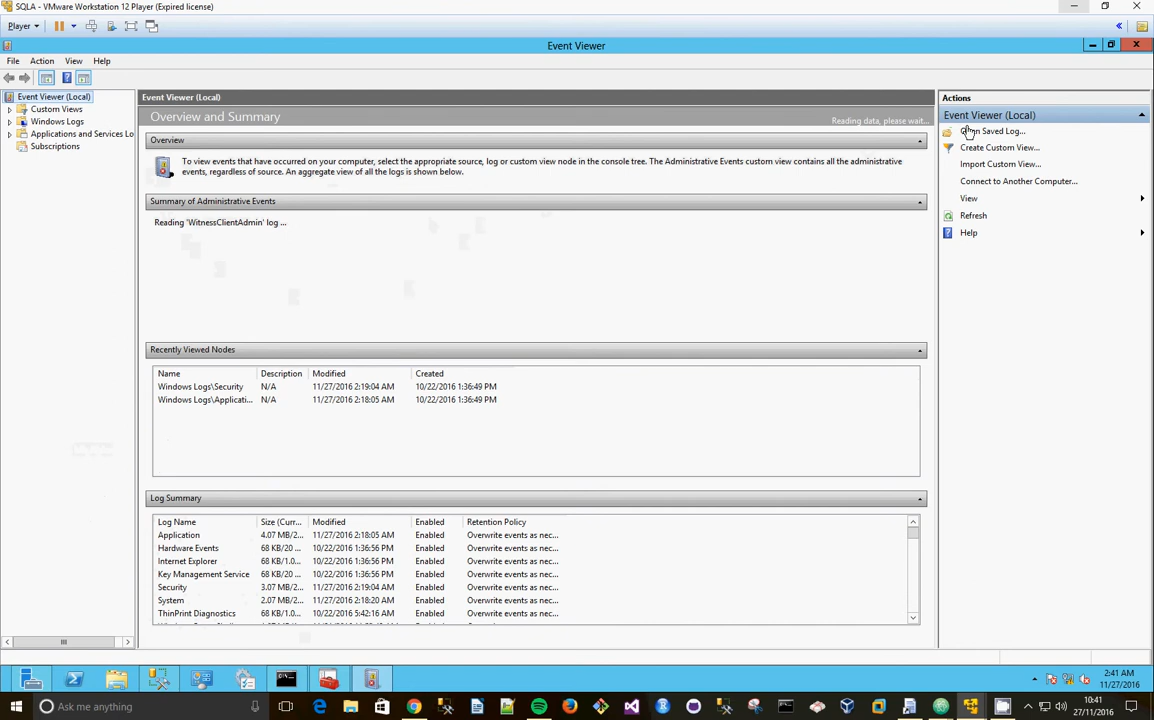 SQLA - VMware Workstation 12 Player (Expired license)
Player
Event Viewer
File Action View Help
Event Viewer (Local)
Custom Views
Windows Logs
Applications and Services Lo
Subscriptions
Event Viewer (Local)
Overview and Summary
Reading data, please wait...
Overview
To view events that have occurred on your computer, select the appropriate source, log or custom view node in the console tree. The Administrative Events custom view contains all the administrative
events, regardless of source. An aggregate view of all the logs is shown below.
Summary of Administrative Events
Reading 'WitnessClientAdmin' log ...
Recently Viewed Nodes
Name Description Modified Created
Windows Logs\Security N/A 11/27/2016 2:19:04 AM 10/22/2016 1:36:49 PM
Windows Logs\Applicati... N/A 11/27/2016 2:18:05 AM 10/22/2016 1:36:49 PM
Log Summary
Log Name Size (Curr... Modified Enabled Retention Policy
Application 4.07 MB/2... 11/27/2016 2:18:05 AM Enabled Overwrite events as nec...
Hardware Events 68 KB/20 ... 10/22/2016 1:36:56 PM Enabled Overwrite events as nec...
Internet Explorer 68 KB/1.0... 10/22/2016 1:36:56 PM Enabled Overwrite events as nec...
Key Management Service 68 KB/20 ... 10/22/2016 1:36:56 PM Enabled Overwrite events as nec...
Security 3.07 MB/2... 11/27/2016 2:19:04 AM Enabled Overwrite events as nec...
System 2.07 MB/2... 11/27/2016 2:18:20 AM Enabled Overwrite events as nec...
ThinPrint Diagnostics 68 KB/1.0... 10/22/2016 5:42:16 AM Enabled Overwrite events as nec...
Actions
Event Viewer (Local)
Open Saved Log...
Create Custom View...
Import Custom View...
Connect to Another Computer...
View
Refresh
Help
2:41 AM
11/27/2016
Ask me anything
10:41
27/11/2016